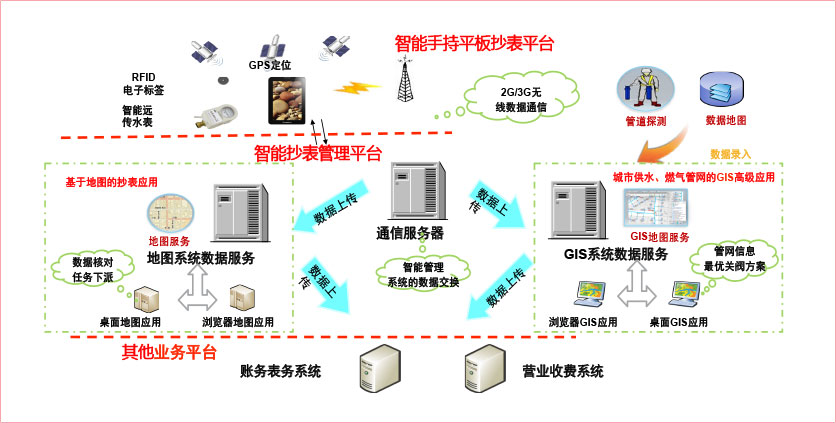 智能手持平板抄表平台
GPS定位
RFID
电子标签
智能远
传水表
2G/3G无
线数据通信
管道探测
数据地图
数据录入
智能抄表管理平台
基于地图的抄表应用
地图服务
地图系统数据服务
数据核对
任务下派
桌面地图应用
浏览器地图应用
数据上传
数据上
传
通信服务器
智能管理
系统的数据交换
数据上
传
数据上传
城市供水、燃气管网的GIS高级应用
GIS地图服务
GIS系统数据服务
管网信息
最优关阀方案
浏览器GIS应用
桌面GIS应用
其他业务平台
账务表务系统
营业收费系统